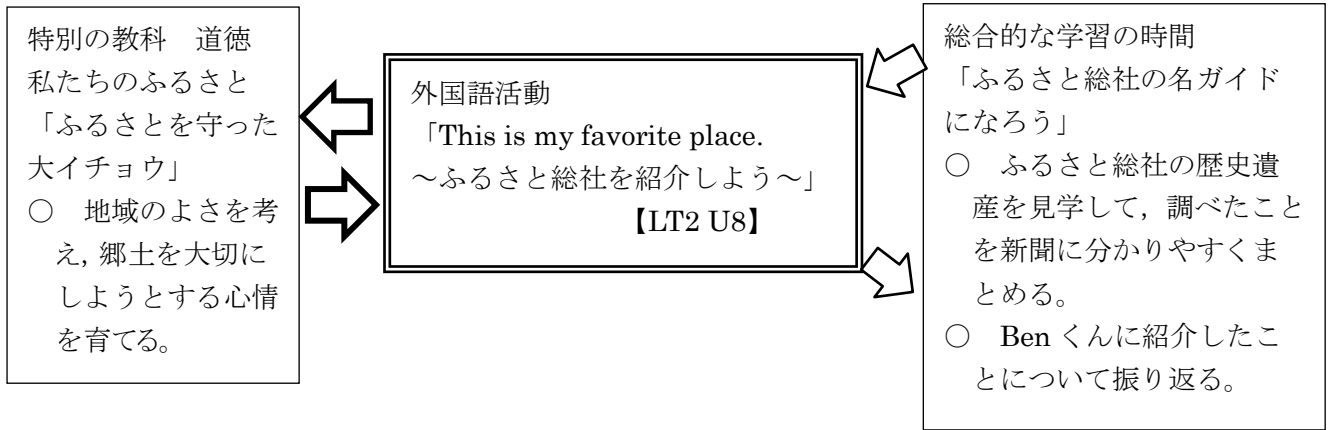 特別の教科　道徳
私たちのふるさと
「ふるさとを守った
大イチョウ」
○　地域のよさを考
え，郷土を大切に
しようとする心情
を育てる。
外国語活動
「This is my favorite place.
～ふるさと総社を紹介しよう～」
【LT2 U8】
総合的な学習の時間
「ふるさと総社の名ガイド
になろう」
○　ふるさと総社の歴史遺
産を見学して，調べたこと
を新聞に分かりやすくま
とめる。
○　Ben くんに紹介したこ
とについて振り返る。